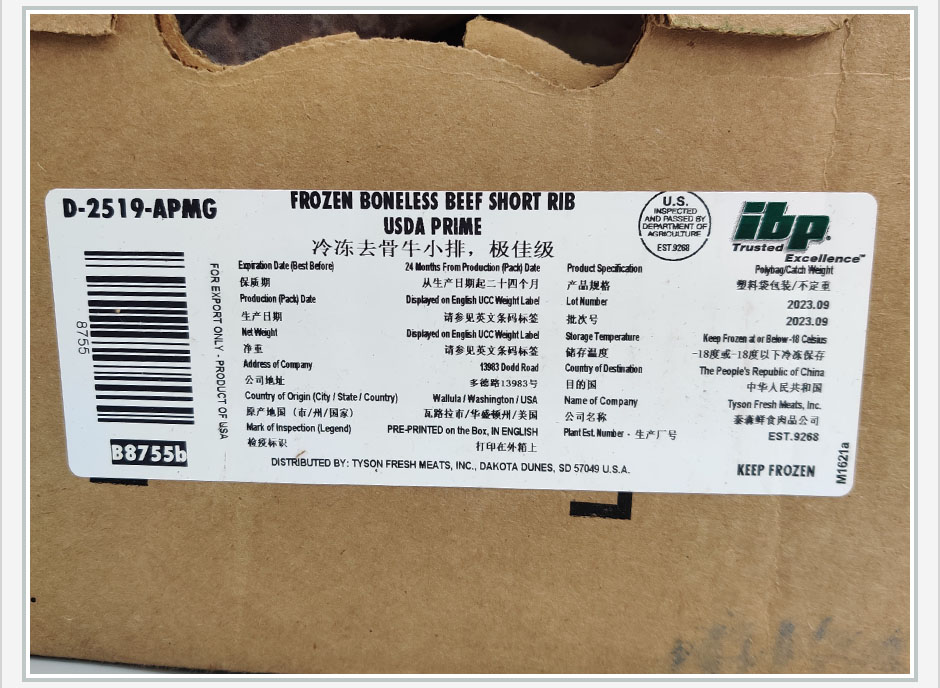 D-2519-APMG
FROZEN BONELESS BEEF SHORT RIB
USDA PRIME
冷冻去骨牛小排，极佳级
U.S.
INSPECTED
AND PASSED BY
DEPARTMENT OF
AGRICULTURE
EST.9268
ibp
Trusted
Excellence™
8755
FOR EXPORT ONLY - PRODUCT OF USA
B8755b
Expiration Date (Best Before) 24 Months From Production (Pack) Date
保质期 从生产日期起二十四个月
Production (Pack) Date Displayed on English UCC Weight Label
生产日期 请参见英文条码标签
Net Weight Displayed on English UCC Weight Label
净重 请参见英文条码标签
Address of Company 13983 Dodd Road
公司地址 多德路13983号
Country of Origin (City / State / Country) Wallula / Washington / USA
原产地国（市/州/国家） 瓦路拉市/华盛顿州/美国
Mark of Inspection (Legend) PRE-PRINTED on the Box, IN ENGLISH
检疫标识 打印在外箱上
Product Specification Polybag/Catch Weight
产品规格 塑料袋包装/不定重
Lot Number 2023.09
批次号 2023.09
Storage Temperature Keep Frozen at or Below -18 Celsius
储存温度 -18度或-18度以下冷冻保存
Country of Destination The People's Republic of China
目的国 中华人民共和国
Name of Company Tyson Fresh Meats, Inc.
公司名称 泰森鲜食肉品公司
Plant Est. Number - 生产厂号 EST.9268
DISTRIBUTED BY: TYSON FRESH MEATS, INC., DAKOTA DUNES, SD 57049 U.S.A.
KEEP FROZEN
M1621a